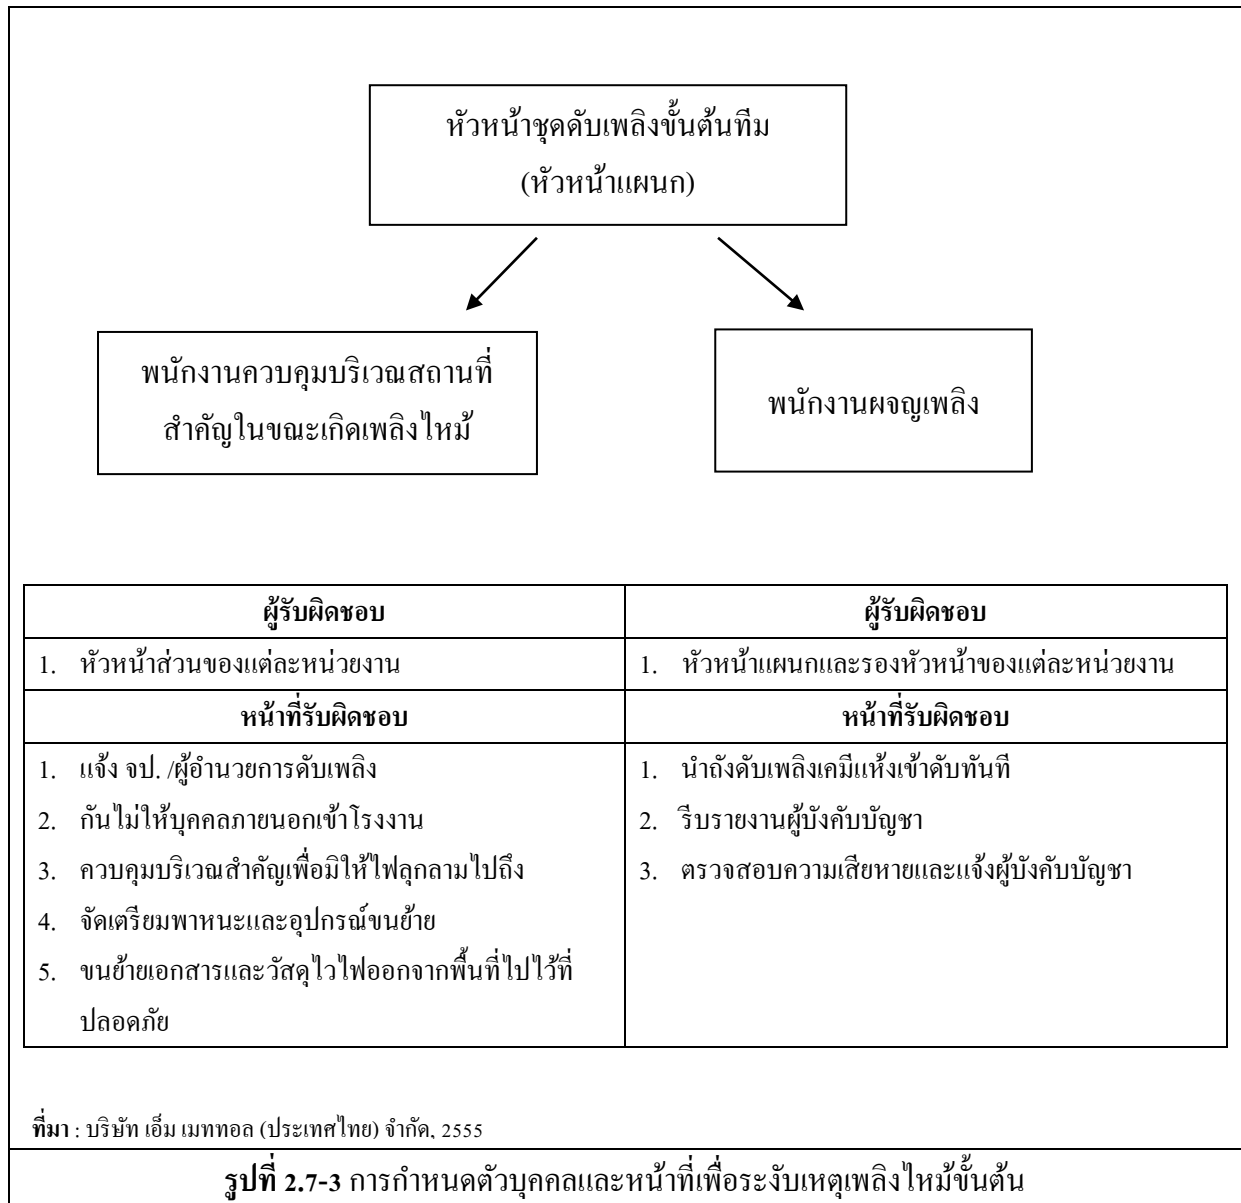 หัวหน้าชุดดับเพลิงขั้นต้นทีม
(หัวหน้าแผนก)
พนักงานควบคุมบริเวณสถานที่
สำคัญในขณะเกิดเพลิงไหม้
พนักงานผจญเพลิง
ผู้รับผิดชอบ
1. หัวหน้าส่วนของแต่ละหน่วยงาน
หน้าที่รับผิดชอบ
1. แจ้ง จป. /ผู้อำนวยการดับเพลิง
2. กันไม่ให้บุคคลภายนอกเข้าโรงงาน
3. ควบคุมบริเวณสำคัญเพื่อมิให้ไฟลุกลามไปถึง
4. จัดเตรียมพาหนะและอุปกรณ์ขนย้าย
5. ขนย้ายเอกสารและวัสดุไวไฟออกจากพื้นที่ไปไว้ที่
ปลอดภัย
ผู้รับผิดชอบ
1. หัวหน้าแผนกและรองหัวหน้าของแต่ละหน่วยงาน
หน้าที่รับผิดชอบ
1. นำถังดับเพลิงเคมีแห้งเข้าดับทันที
2. รีบรายงานผู้บังคับบัญชา
3. ตรวจสอบความเสียหายและแจ้งผู้บังคับบัญชา
ที่มา : บริษัท เอ็ม เมททอล (ประเทศไทย) จำกัด, 2555
รูปที่ 2.7-3 การกำหนดตัวบุคคลและหน้าที่เพื่อระงับเหตุเพลิงไหม้ขั้นต้น